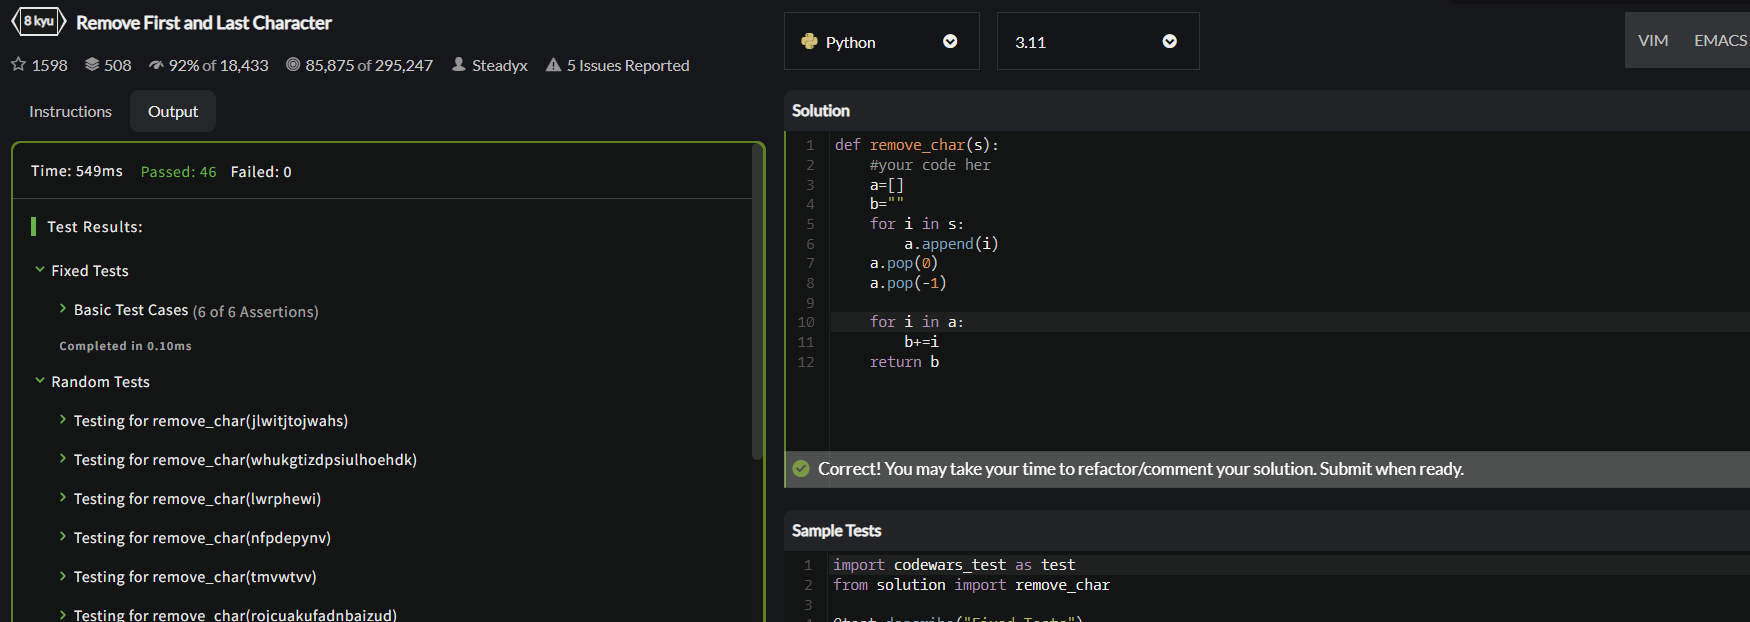 8 kyu Remove First and Last Character
1598 508 92% of 18,433 85,875 of 295,247 Steadyx 5 Issues Reported
Instructions Output
Time: 549ms Passed: 46 Failed: 0
Test Results:
Fixed Tests
Basic Test Cases (6 of 6 Assertions)
Completed in 0.10ms
Random Tests
Testing for remove_char(jlwitjtojwahs)
Testing for remove_char(whukgtizdpsiulhoehdk)
Testing for remove_char(lwrphewi)
Testing for remove_char(nfpdepynv)
Testing for remove_char(tmvwtvv)
Testing for remove_char(rojcuakufadnbaizud)
Python 3.11 VIM EMACS
Solution
1 def remove_char(s):
2 #your code her
3 a=[]
4 b=""
5 for i in s:
6 a.append(i)
7 a.pop(0)
8 a.pop(-1)
9
10 for i in a:
11 b+=i
12 return b
Correct! You may take your time to refactor/comment your solution. Submit when ready.
Sample Tests
1 import codewars_test as test
2 from solution import remove_char
3
4 @test.describe("Fixed Tests")